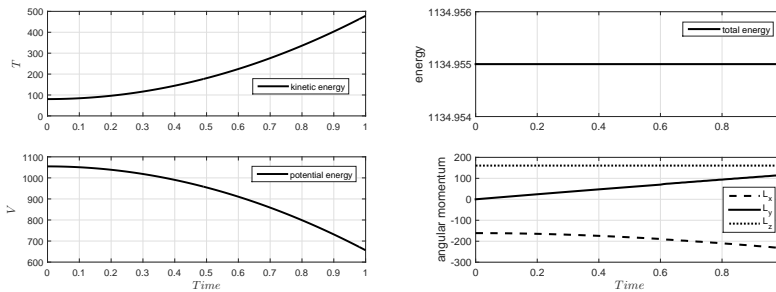 500
400
300
200
100
0
T
kinetic energy
0 0.1 0.2 0.3 0.4 0.5 0.6 0.7 0.8 0.9 1
1134.956
1134.955
1134.954
energy
total energy
0 0.2 0.4 0.6 0.8
1100
1000
900
800
700
600
V
potential energy
0 0.1 0.2 0.3 0.4 0.5 0.6 0.7 0.8 0.9 1
Time
200
100
0
-100
-200
-300
angular momentum
L_x
L_y
L_z
0 0.2 0.4 0.6 0.8
Time